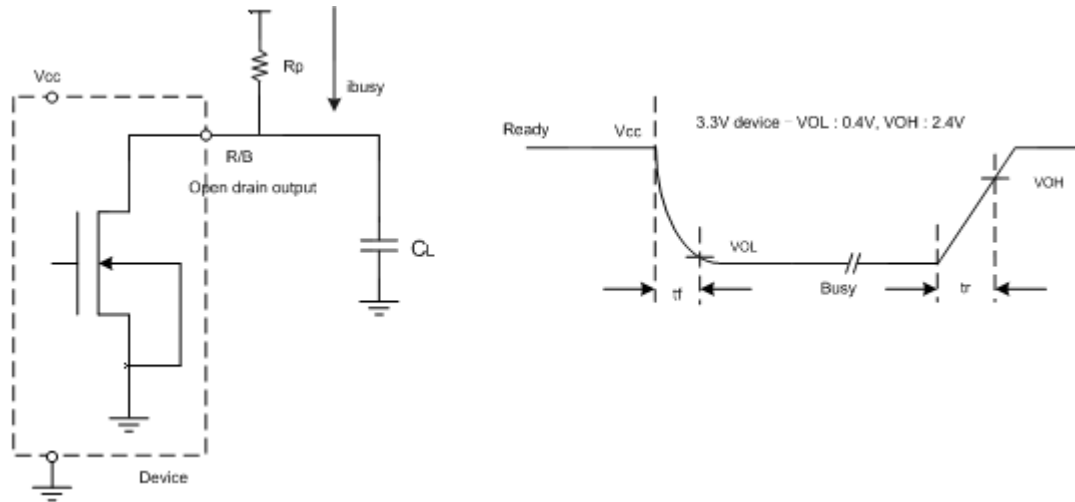 Rp
Vcc
ibusy
R/B
Open drain output
CL
Device
Ready
Vcc
3.3V device - VOL : 0.4V, VOH : 2.4V
VOH
VOL
Busy
tf
tr